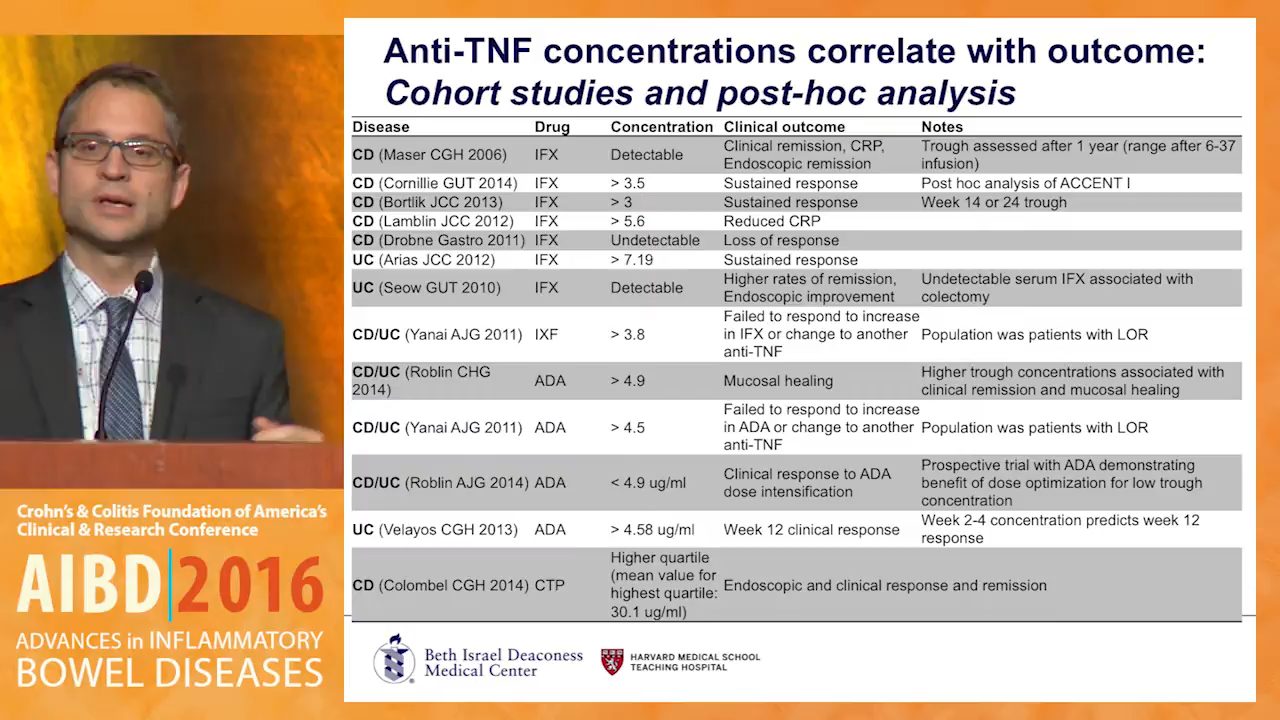 Anti-TNF concentrations correlate with outcome:
Cohort studies and post-hoc analysis
Disease Drug Concentration Clinical outcome Notes
CD (Maser CGH 2006) IFX Detectable Clinical remission, CRP, Endoscopic remission Trough assessed after 1 year (range after 6-37 infusion)
CD (Cornillie GUT 2014) IFX > 3.5 Sustained response Post hoc analysis of ACCENT I
CD (Bortlik JCC 2013) IFX > 3 Sustained response Week 14 or 24 trough
CD (Lamblin JCC 2012) IFX > 5.6 Reduced CRP
CD (Drobne Gastro 2011) IFX Undetectable Loss of response
UC (Arias JCC 2012) IFX > 7.19 Sustained response
UC (Seow GUT 2010) IFX Detectable Higher rates of remission, Endoscopic improvement Undetectable serum IFX associated with colectomy
CD/UC (Yanai AJG 2011) IXF > 3.8 Failed to respond to increase in IFX or change to another anti-TNF Population was patients with LOR
CD/UC (Roblin CHG 2014) ADA > 4.9 Mucosal healing Higher trough concentrations associated with clinical remission and mucosal healing
CD/UC (Yanai AJG 2011) ADA > 4.5 Failed to respond to increase in ADA or change to another anti-TNF Population was patients with LOR
CD/UC (Roblin AJG 2014) ADA < 4.9 ug/ml Clinical response to ADA dose intensification Prospective trial with ADA demonstrating benefit of dose optimization for low trough concentration
UC (Velayos CGH 2013) ADA > 4.58 ug/ml Week 12 clinical response Week 2-4 concentration predicts week 12 response
CD (Colombel CGH 2014) CTP Higher quartile (mean value for highest quartile: 30.1 ug/ml) Endoscopic and clinical response and remission
Beth Israel Deaconess
Medical Center
HARVARD MEDICAL SCHOOL
TEACHING HOSPITAL
Crohn's & Colitis Foundation of America's
Clinical & Research Conference
AIBD 2016
ADVANCES in INFLAMMATORY
BOWEL DISEASES